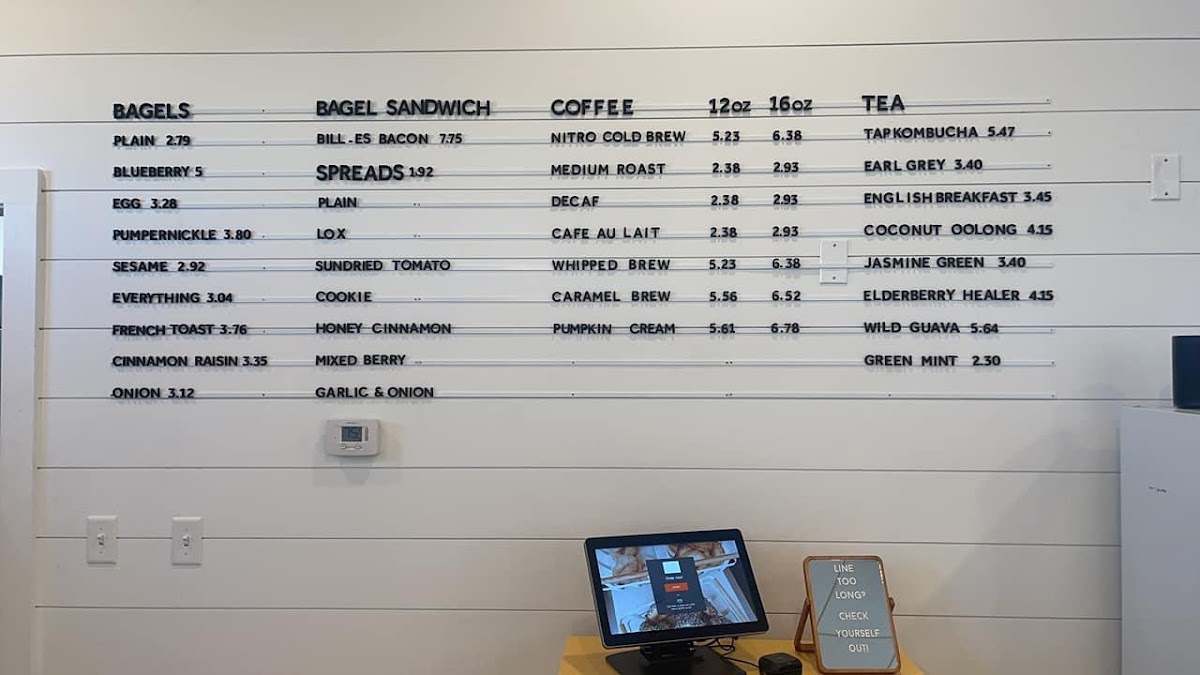 BAGELS
PLAIN 2.79
BLUEBERRY 5
EGG 3.28
PUMPERNICKLE 3.80
SESAME 2.92
EVERYTHING 3.04
FRENCH TOAST 3.76
CINNAMON RAISIN 3.35
ONION 3.12
BAGEL SANDWICH
BILL-ES BACON 7.75
SPREADS 1.92
PLAIN
LOX
SUNDRIED TOMATO
COOKIE
HONEY CINNAMON
MIXED BERRY
GARLIC & ONION
COFFEE 12oz 16oz
NITRO COLD BREW 5.23 6.38
MEDIUM ROAST 2.38 2.93
DECAF 2.38 2.93
CAFE AU LAIT 2.38 2.93
WHIPPED BREW 5.23 6.38
CARAMEL BREW 5.56 6.52
PUMPKIN CREAM 5.61 6.78
TEA
TAP KOMBUCHA 5.47
EARL GREY 3.40
ENGLISH BREAKFAST 3.45
COCONUT OOLONG 4.15
JASMINE GREEN 3.40
ELDERBERRY HEALER 4.15
WILD GUAVA 5.64
GREEN MINT 2.30
LINE
TOO
LONG?
CHECK
YOURSELF
OUT!